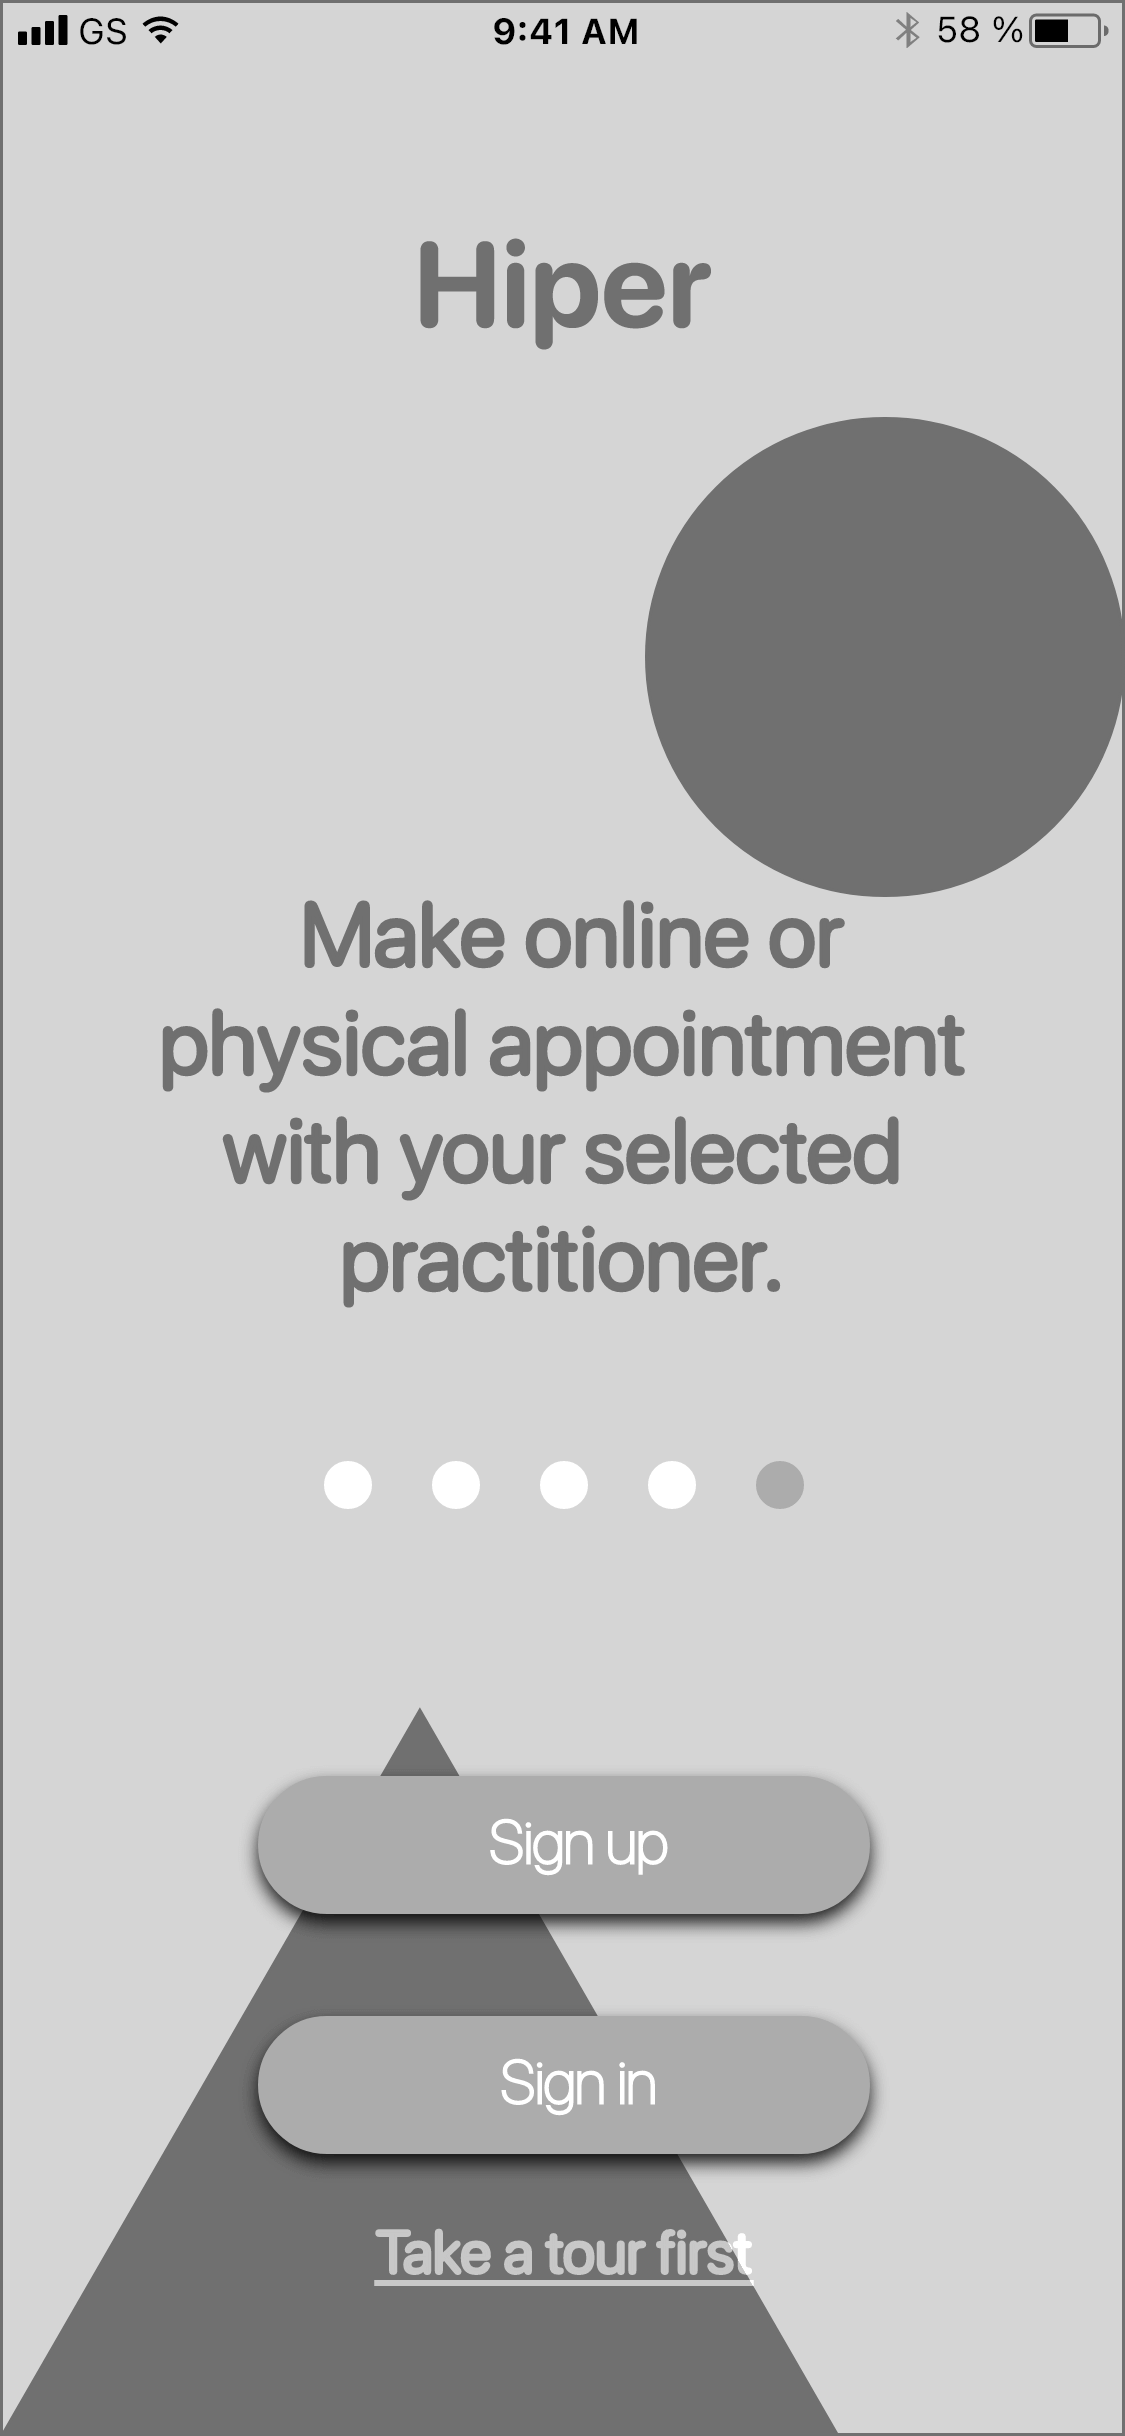 GS 9:41 AM 58 %
Hiper
Make online or
physical appointment
with your selected
practitioner.
Sign up
Sign in
Take a tour first